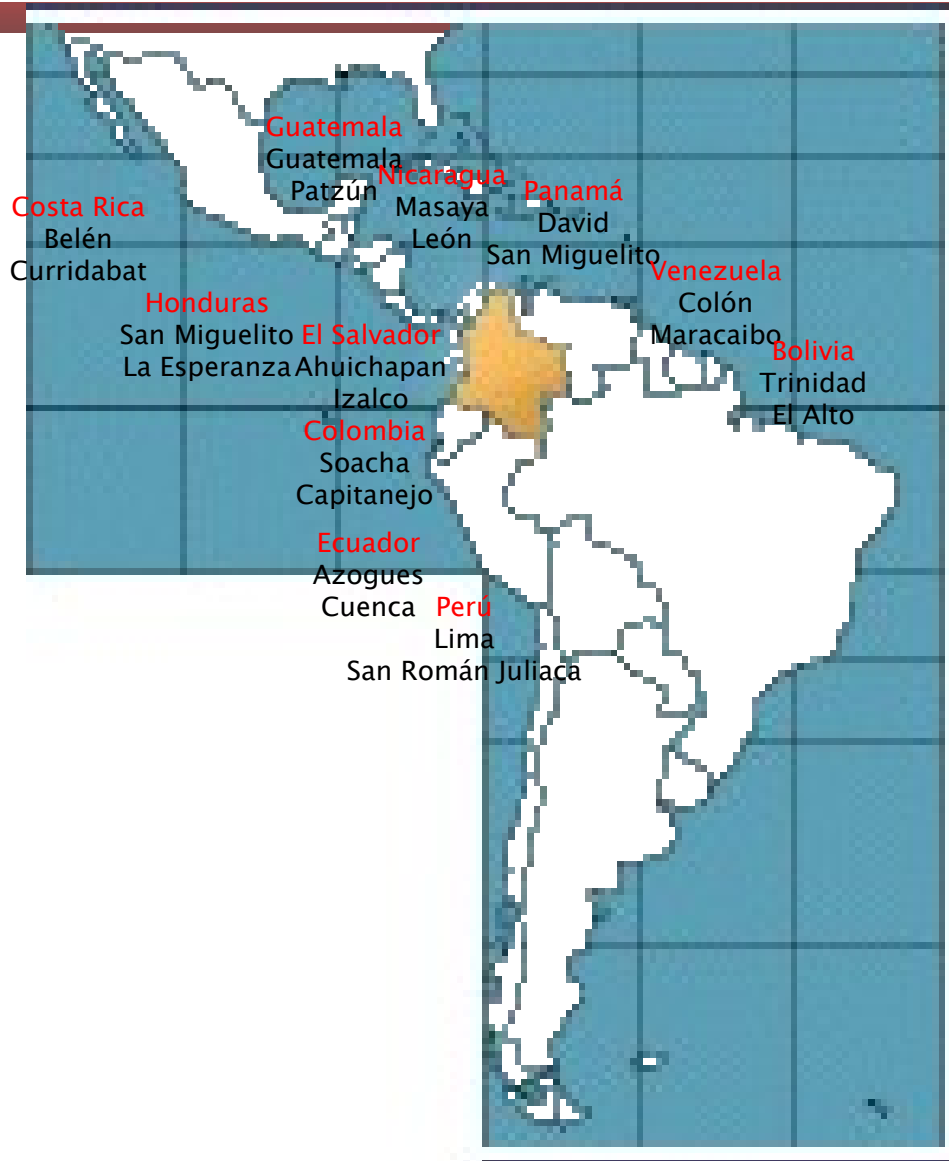 Guatemala
Guatemala
Patzún
Nicaragua
Masaya
León
Panamá
David
San Miguelito
Costa Rica
Belén
Curridabat
Venezuela
Colón
Maracaibo
Honduras
San Miguelito
La Esperanza
El Salvador
Ahuichapan
Izalco
Bolivia
Trinidad
El Alto
Colombia
Soacha
Capitanejo
Ecuador
Azogues
Cuenca
Perú
Lima
San Román Juliaca